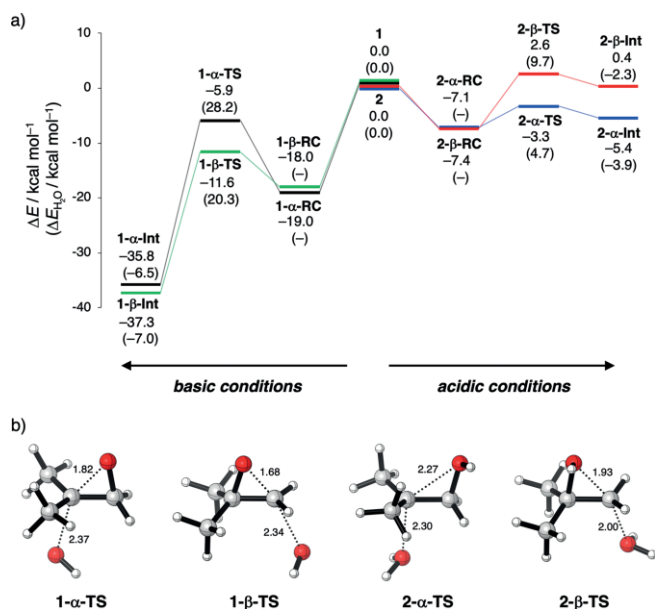 a)
10
0
−10
−20
−30
−40
ΔE / kcal mol⁻¹
(ΔE_H₂O / kcal mol⁻¹)
1-α-Int
−35.8
(−6.5)
1-β-Int
−37.3
(−7.0)
1-α-TS
−5.9
(28.2)
1-β-TS
−11.6
(20.3)
1-β-RC
−18.0
(−)
1-α-RC
−19.0
(−)
1
0.0
(0.0)
2
0.0
(0.0)
2-α-RC
−7.1
(−)
2-β-RC
−7.4
(−)
2-β-TS
2.6
(9.7)
2-α-TS
−3.3
(4.7)
2-β-Int
0.4
(−2.3)
2-α-Int
−5.4
(−3.9)
basic conditions
acidic conditions
b)
1.82
2.37
1-α-TS
1.68
2.34
1-β-TS
2.27
2.30
2-α-TS
1.93
2.00
2-β-TS